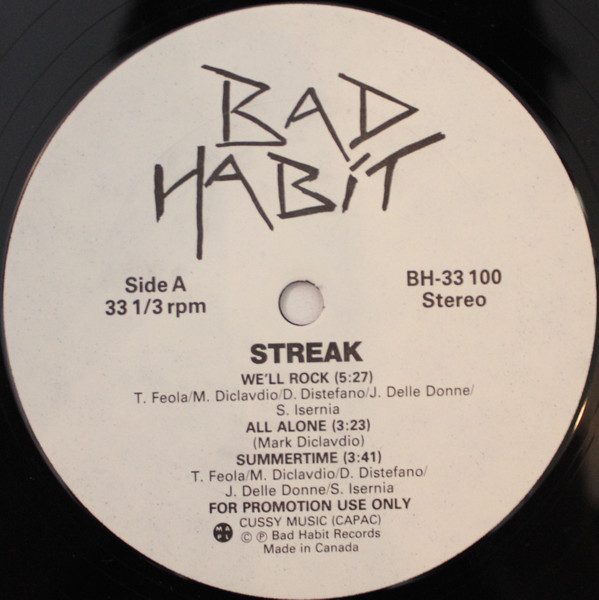 BAD
HABIT
Side A
33 1/3 rpm
BH-33 100
Stereo
STREAK
WE'LL ROCK (5:27)
T. Feola/M. Diclavdio/D. Distefano/J. Delle Donne/
S. Isernia
ALL ALONE (3:23)
(Mark Diclavdio)
SUMMERTIME (3:41)
T. Feola/M. Diclavdio/D. Distefano/
J. Delle Donne/S. Isernia
FOR PROMOTION USE ONLY
CUSSY MUSIC (CAPAC)
MAPL © ℗ Bad Habit Records
Made in Canada